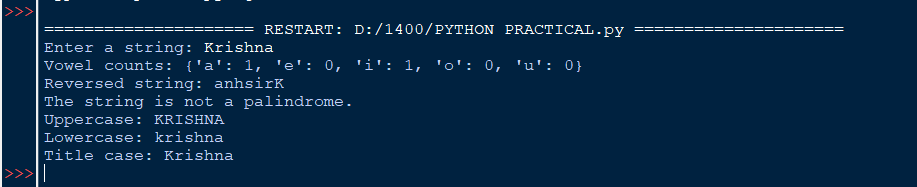 >>>
===================== RESTART: D:/1400/PYTHON PRACTICAL.py =====================
Enter a string: Krishna
Vowel counts: {'a': 1, 'e': 0, 'i': 1, 'o': 0, 'u': 0}
Reversed string: anhsirK
The string is not a palindrome.
Uppercase: KRISHNA
Lowercase: krishna
Title case: Krishna
>>>